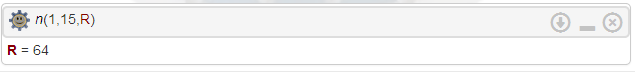 n(1,15,R)
R = 64